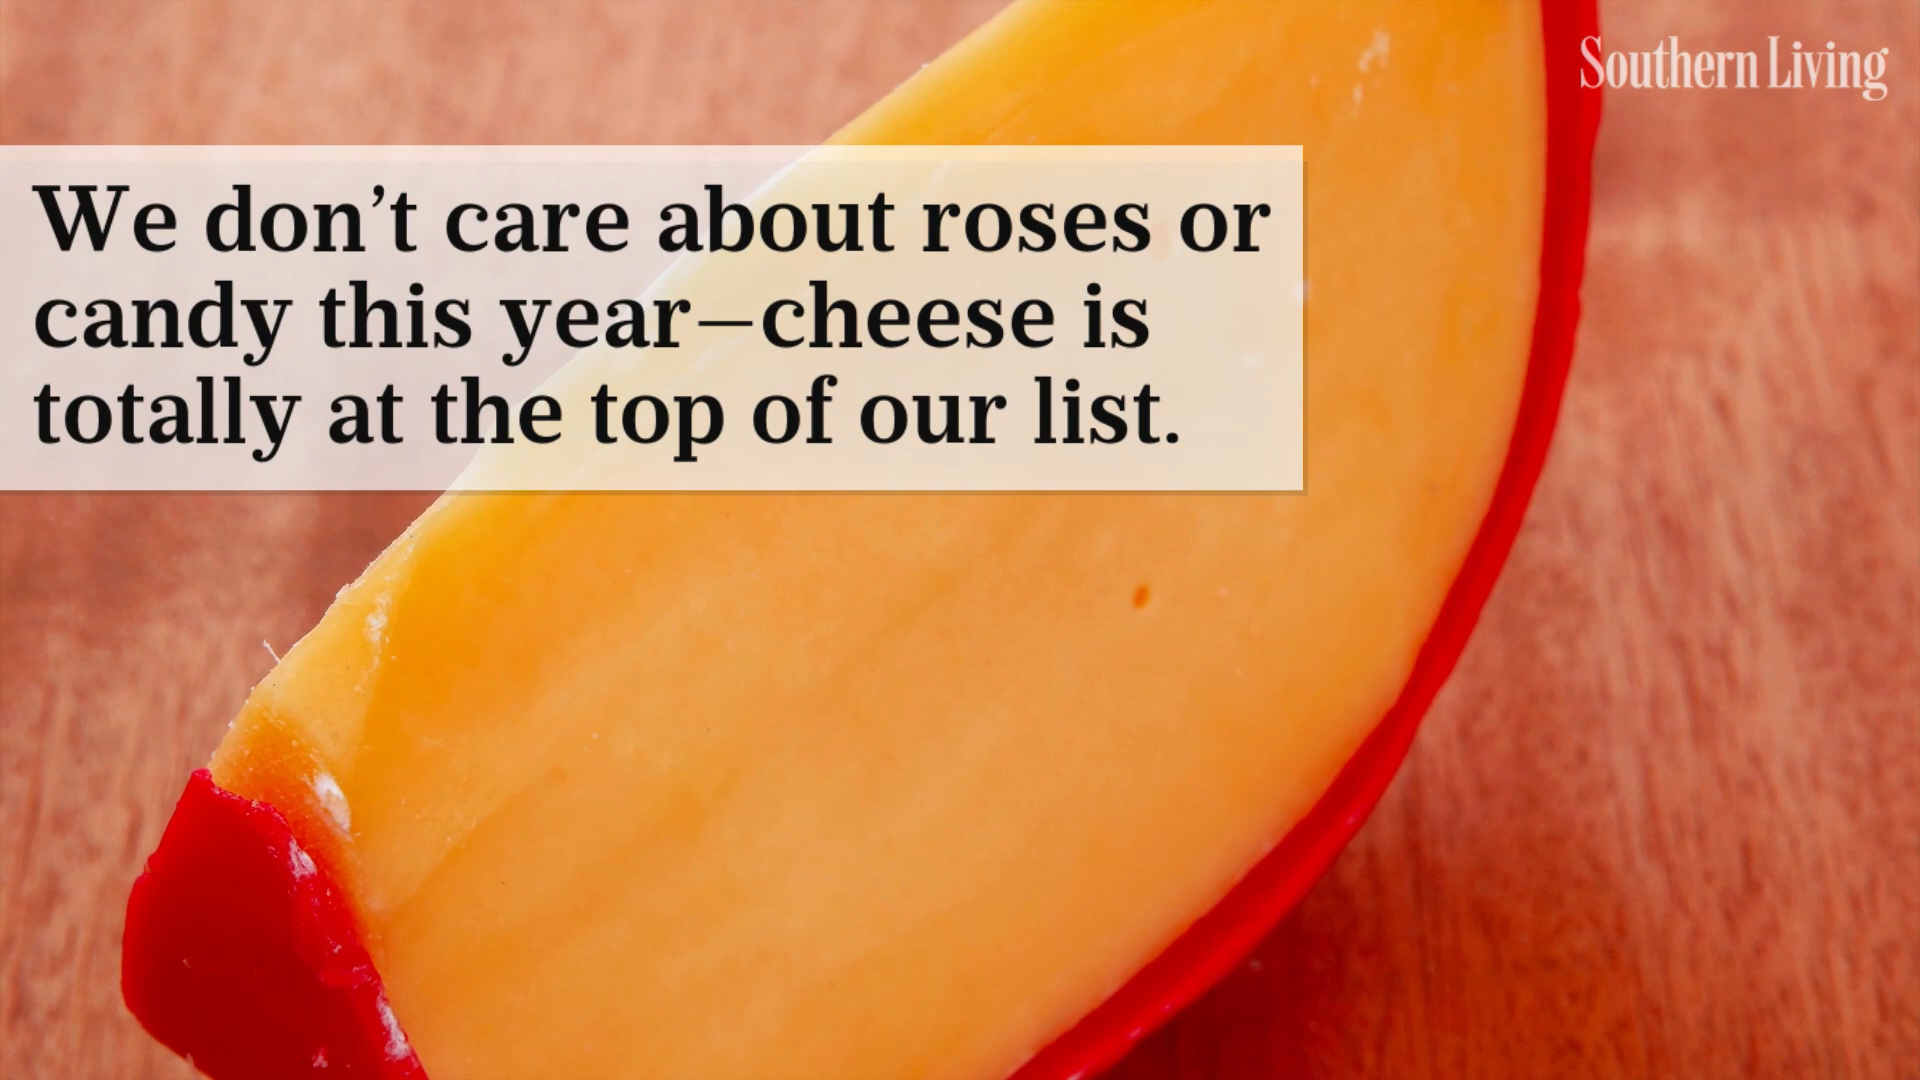 Southern Living
We don’t care about roses or
candy this year—cheese is
totally at the top of our list.